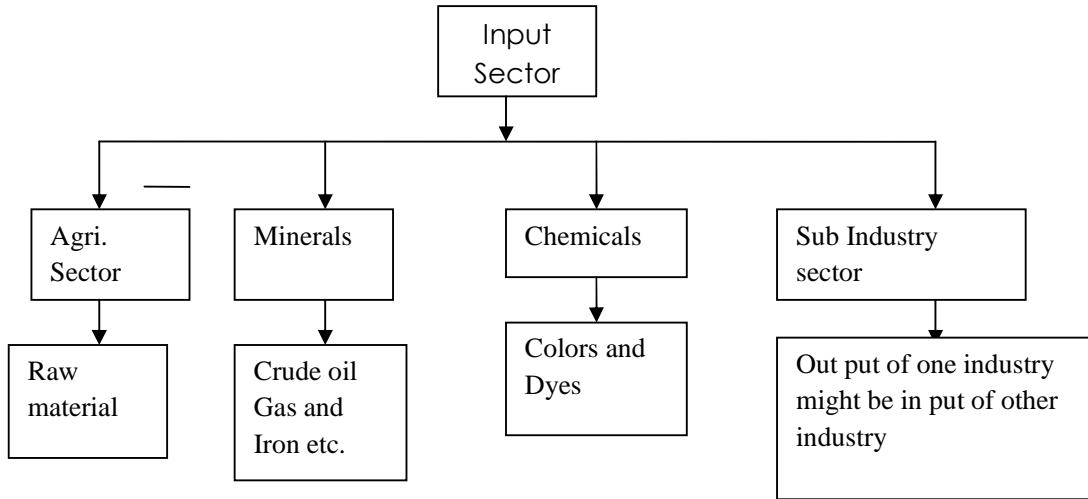 Input
Sector
Agri.
Sector
Minerals
Chemicals
Sub Industry
sector
Raw
material
Crude oil
Gas and
Iron etc.
Colors and
Dyes
Out put of one industry
might be in put of other
industry